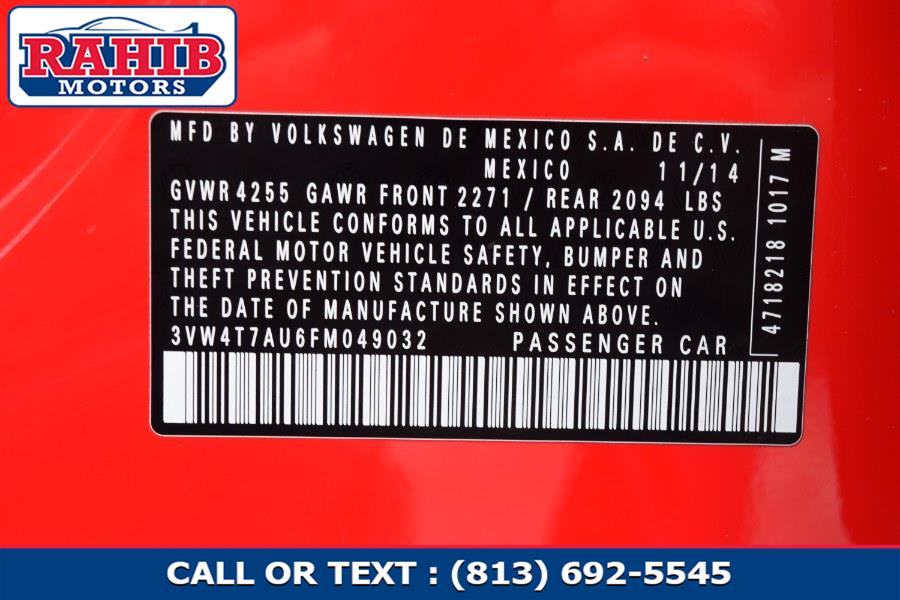 RAHIB
MOTORS
MFD BY VOLKSWAGEN DE MEXICO S.A. DE C.V.
MEXICO 11/14
GVWR 4255 GAWR FRONT 2271 / REAR 2094 LBS
THIS VEHICLE CONFORMS TO ALL APPLICABLE U.S.
FEDERAL MOTOR VEHICLE SAFETY, BUMPER AND
THEFT PREVENTION STANDARDS IN EFFECT ON
THE DATE OF MANUFACTURE SHOWN ABOVE.
3VW4T7AU6FM049032 PASSENGER CAR
4718218 1017 M
CALL OR TEXT : (813) 692-5545